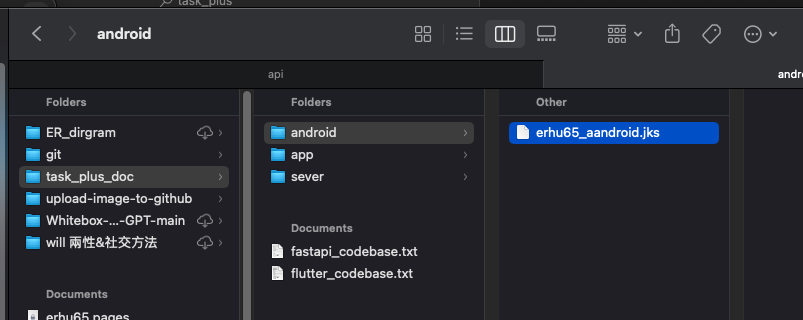 task_plus
android
api
andr
Folders
ER_dirgram
git
task_plus_doc
upload-image-to-github
Whitebox-...-GPT-main
will 兩性&社交方法
Documents
erhu65.pages
Folders
android
app
sever
Documents
fastapi_codebase.txt
flutter_codebase.txt
Other
erhu65_aandroid.jks